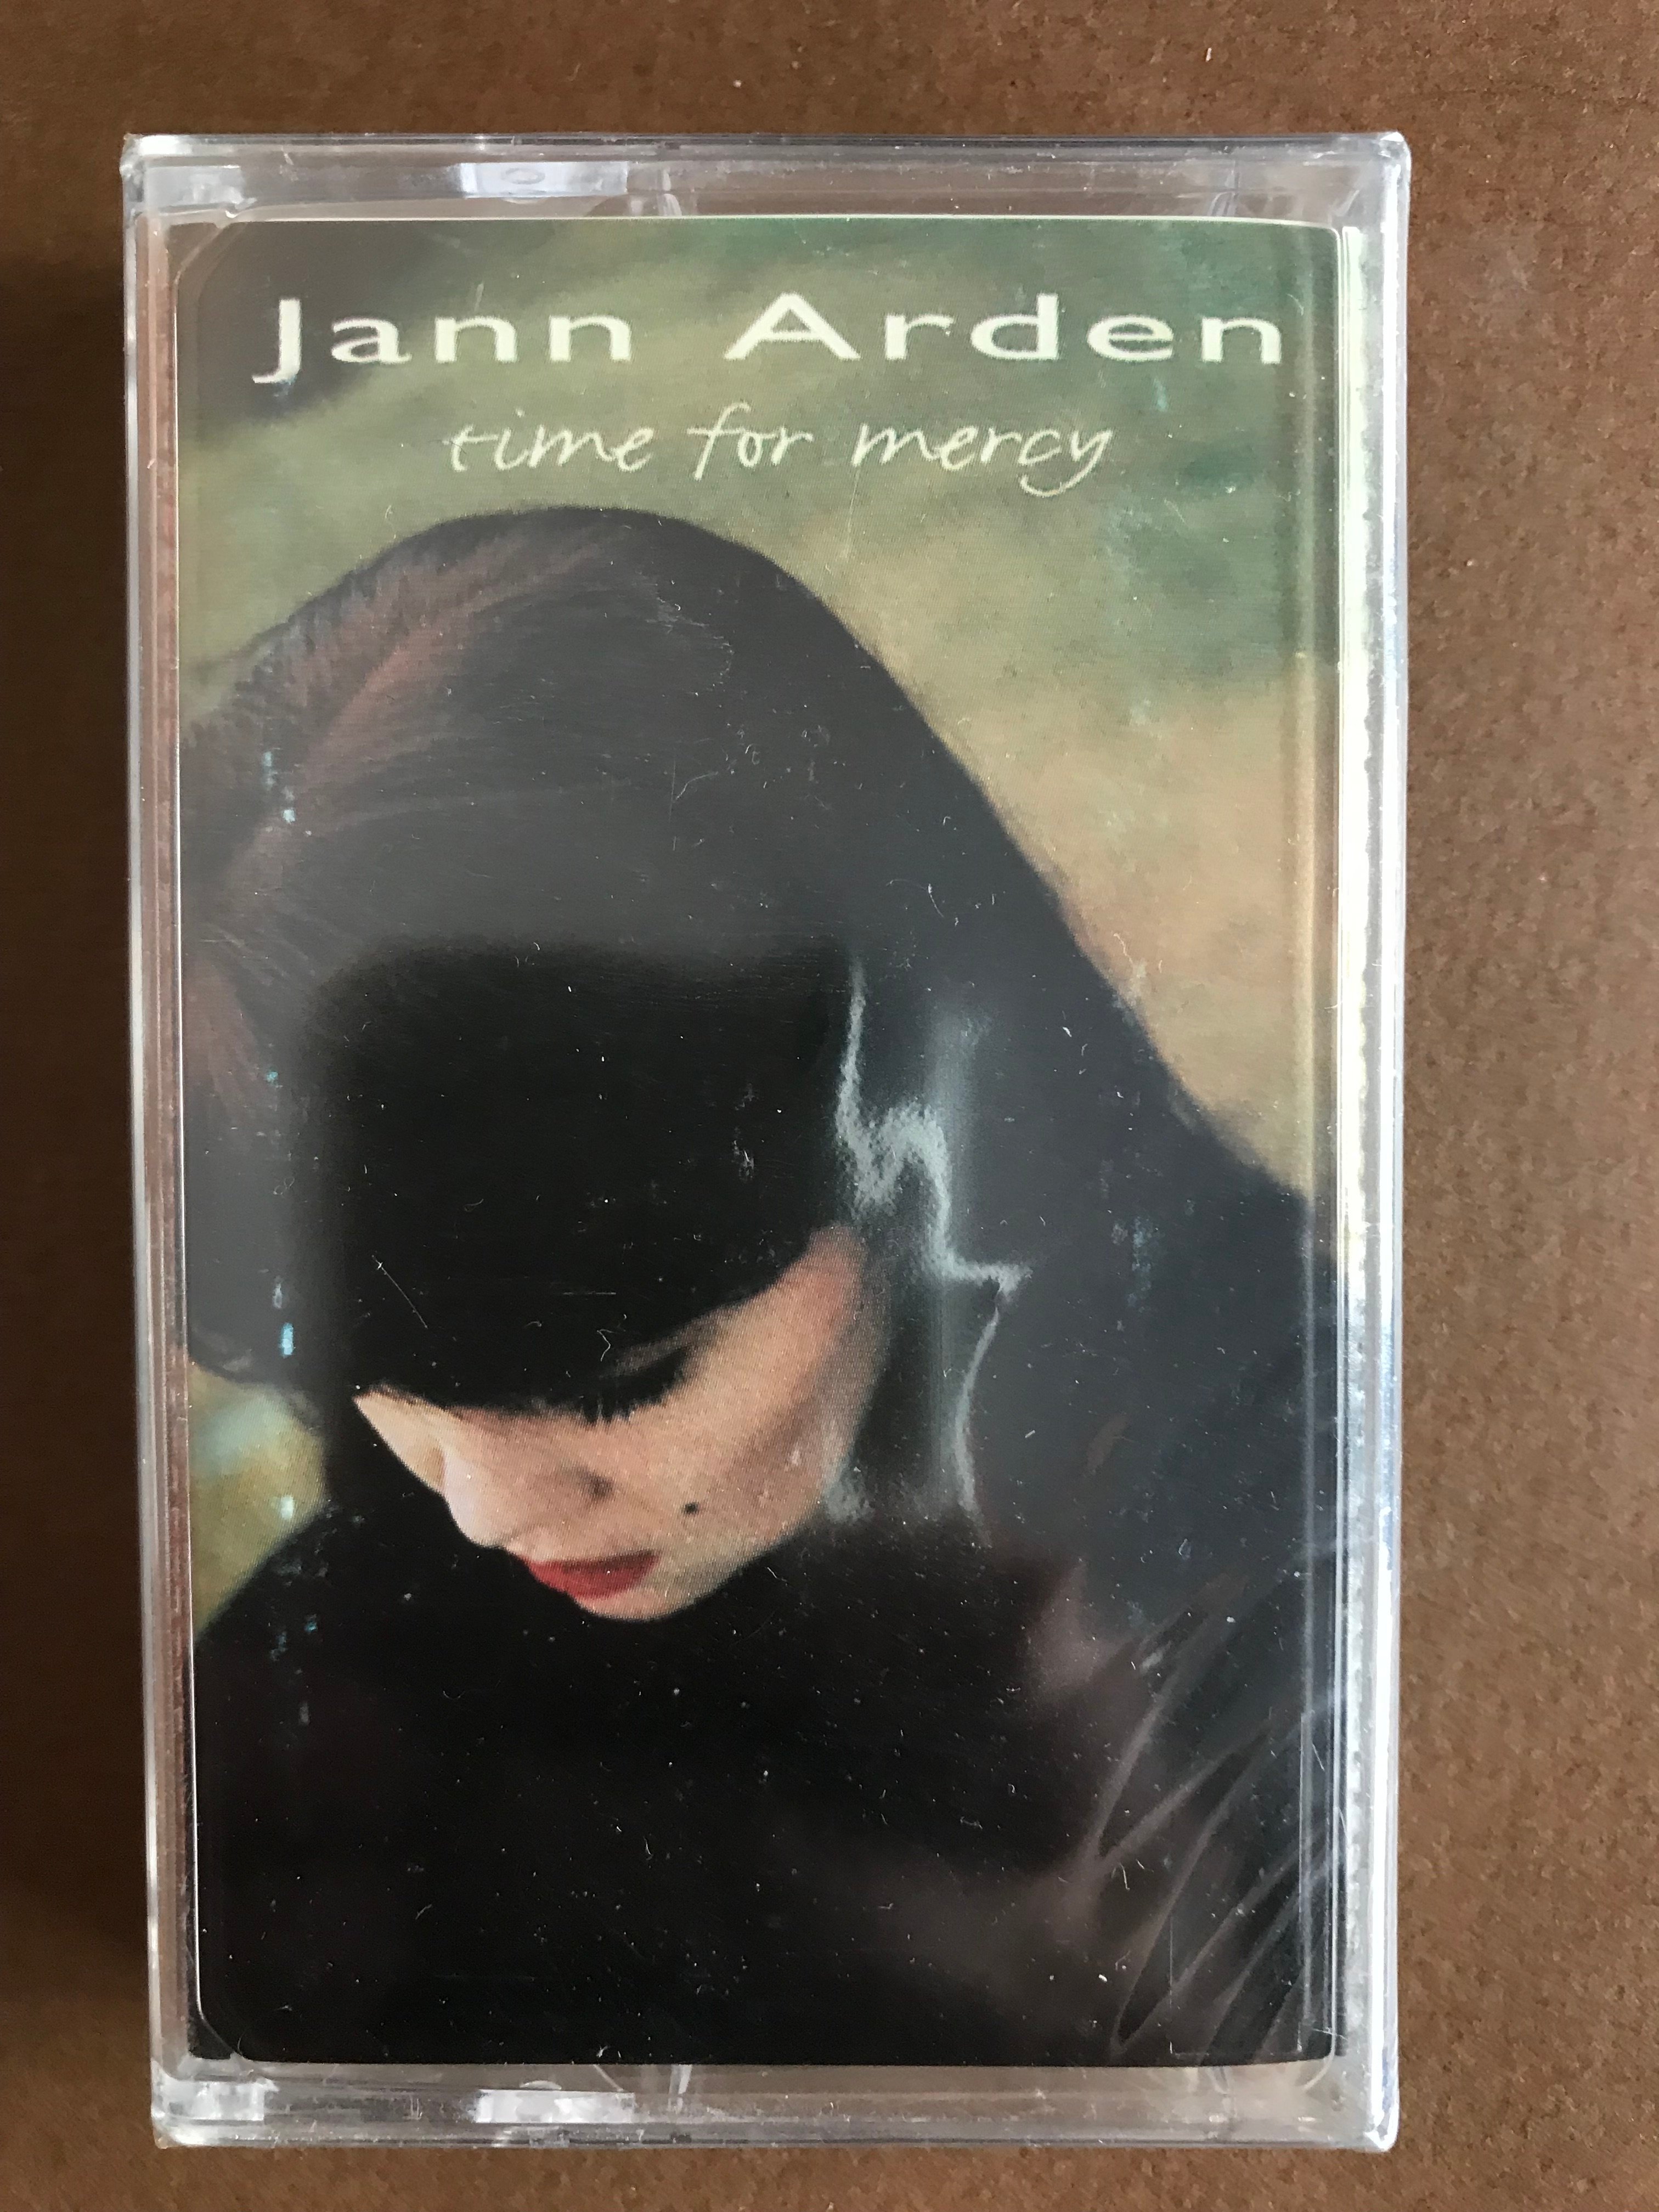 Jann Arden
time for mercy